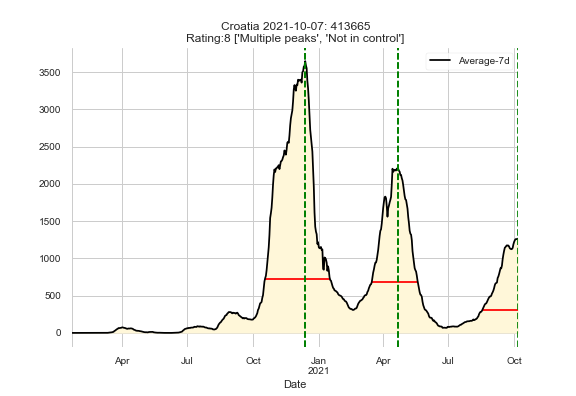 Croatia 2021-10-07: 413665
Rating:8 ['Multiple peaks', 'Not in control']
Average-7d
3500
3000
2500
2000
1500
1000
500
0
Apr Jul Oct Jan Apr Jul Oct
2021
Date